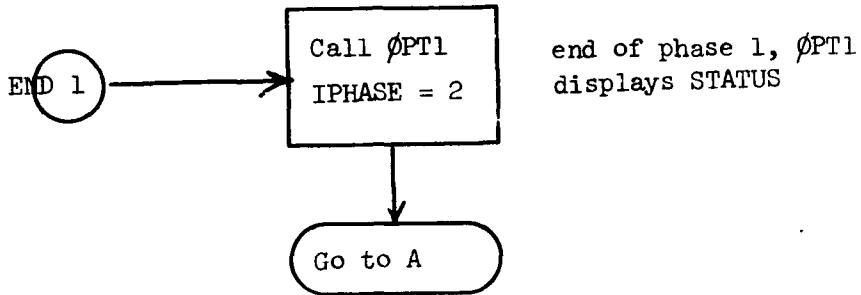 END 1
Call ØPT1
IPHASE = 2
end of phase 1, ØPT1
displays STATUS
Go to A